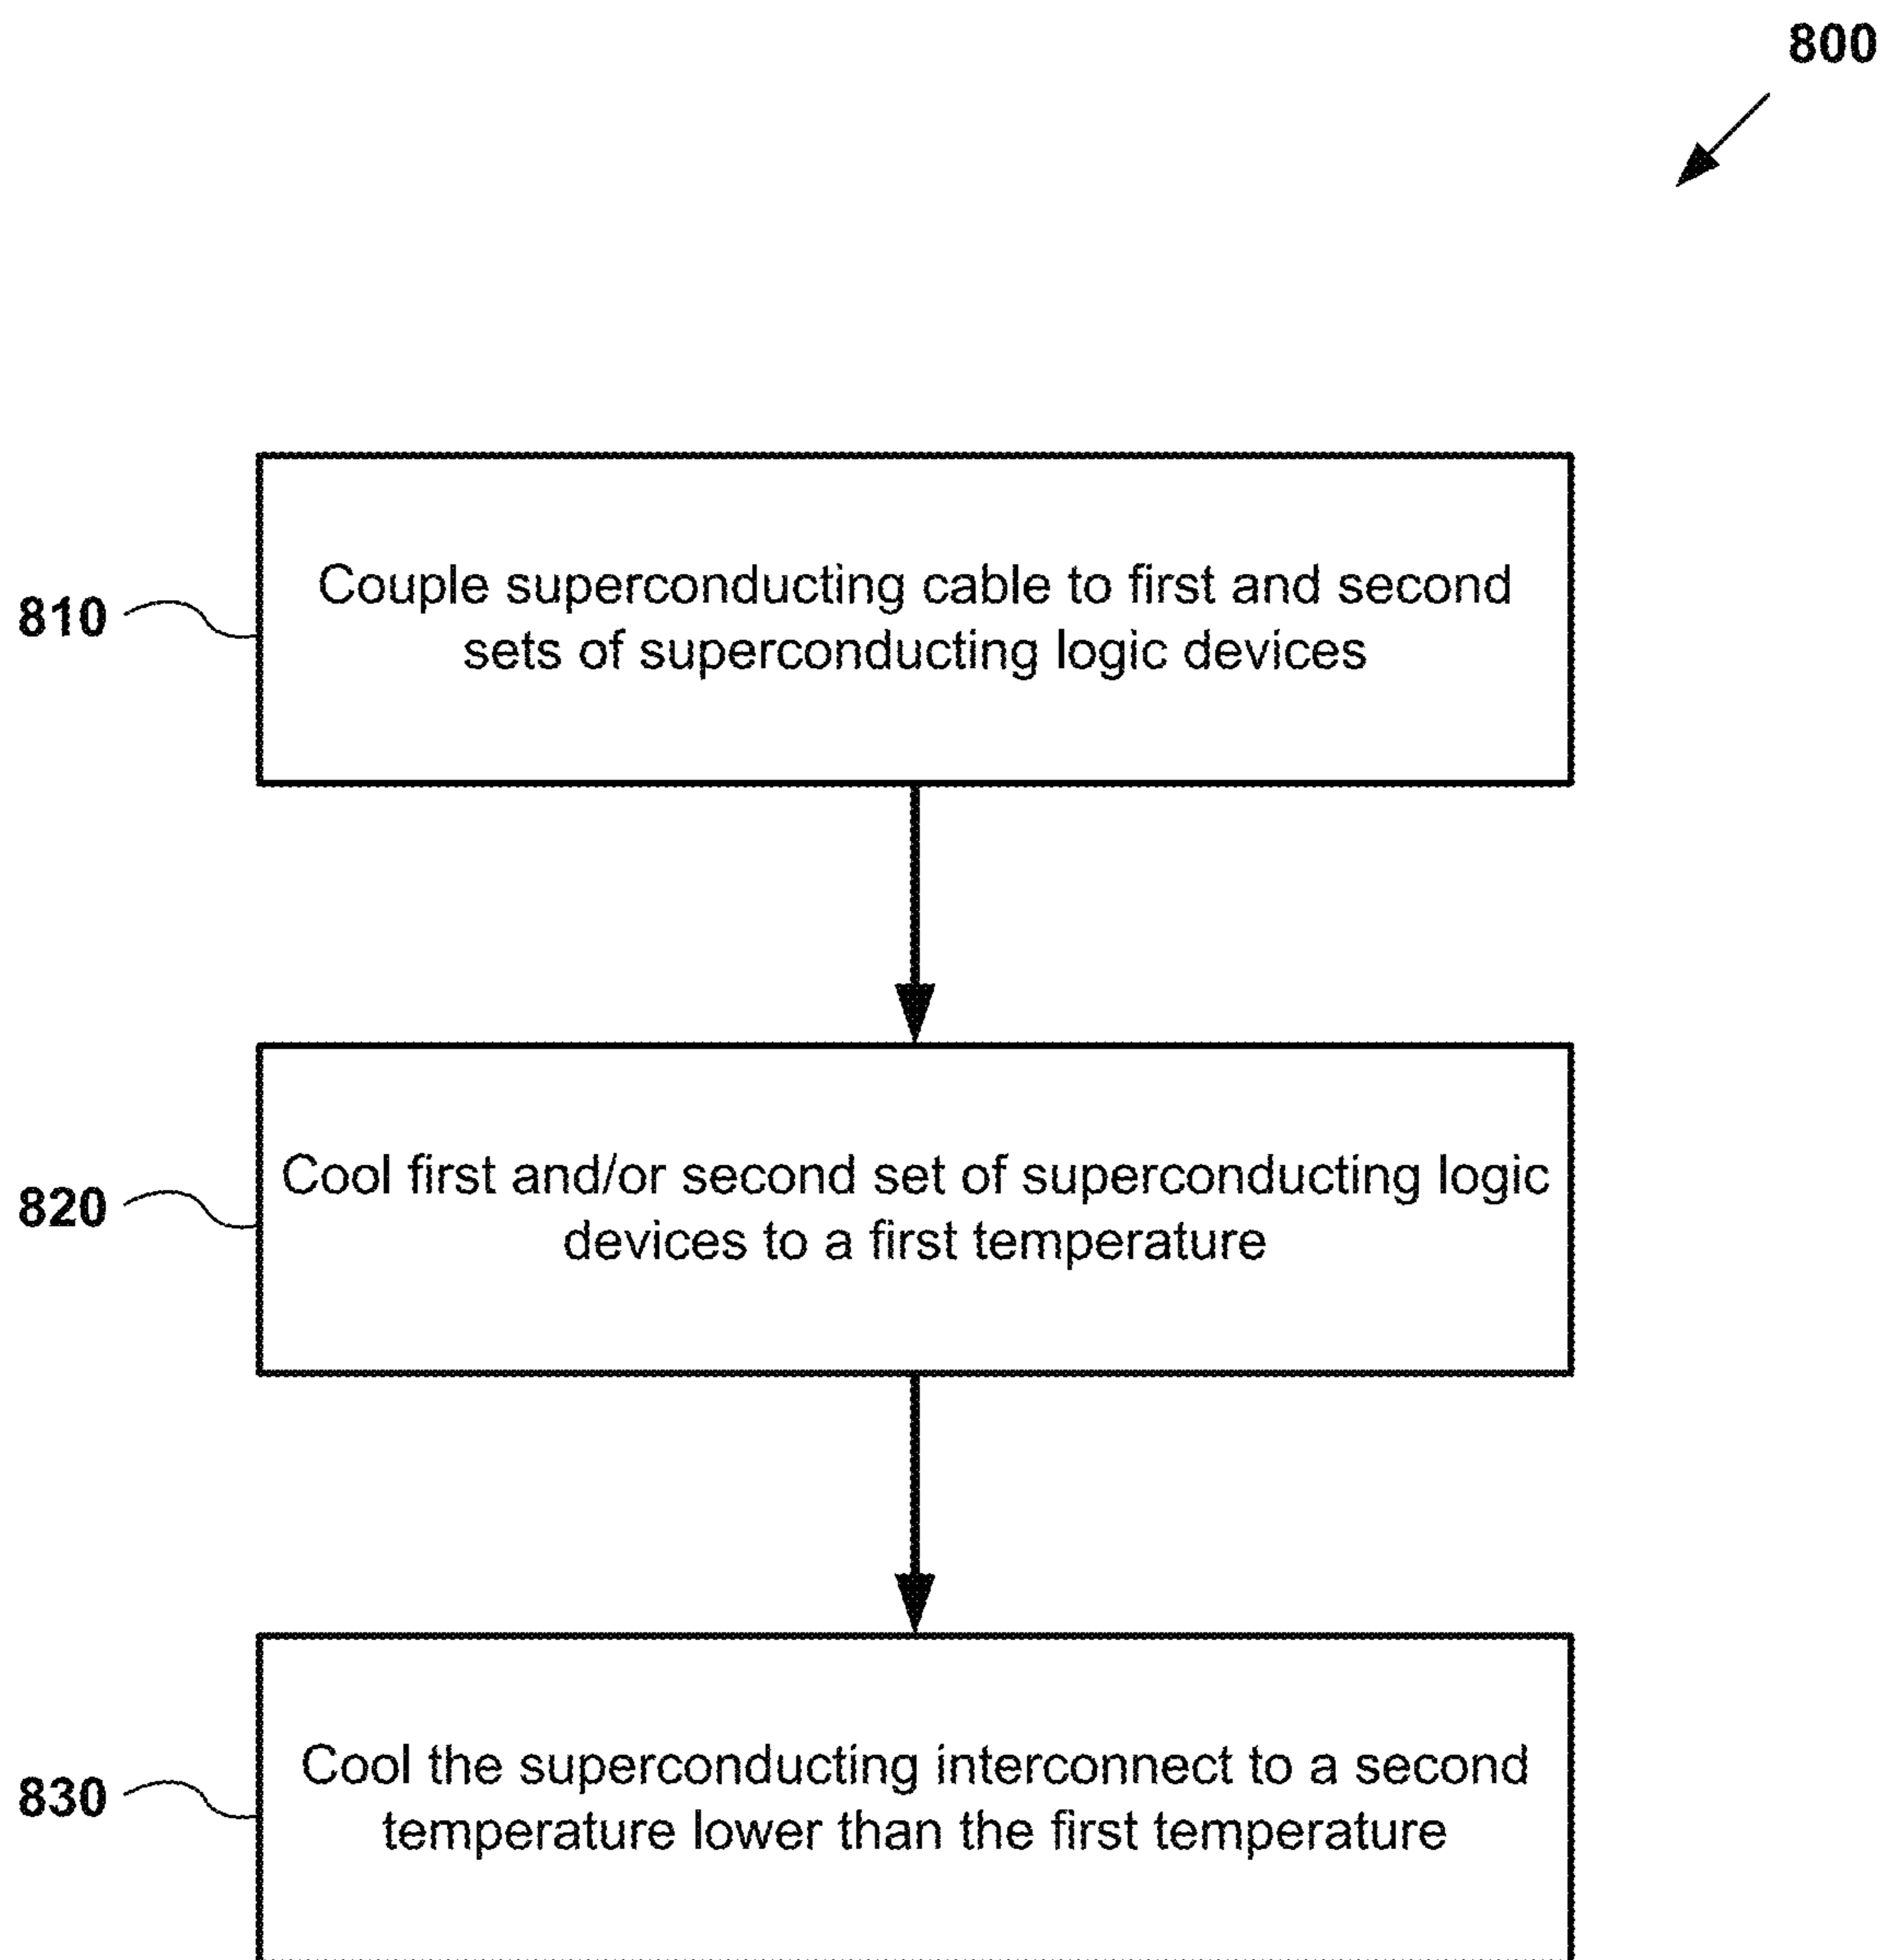 800
810
Couple superconducting cable to first and second
sets of superconducting logic devices
820
Cool first and/or second set of superconducting logic
devices to a first temperature
830
Cool the superconducting interconnect to a second
temperature lower than the first temperature